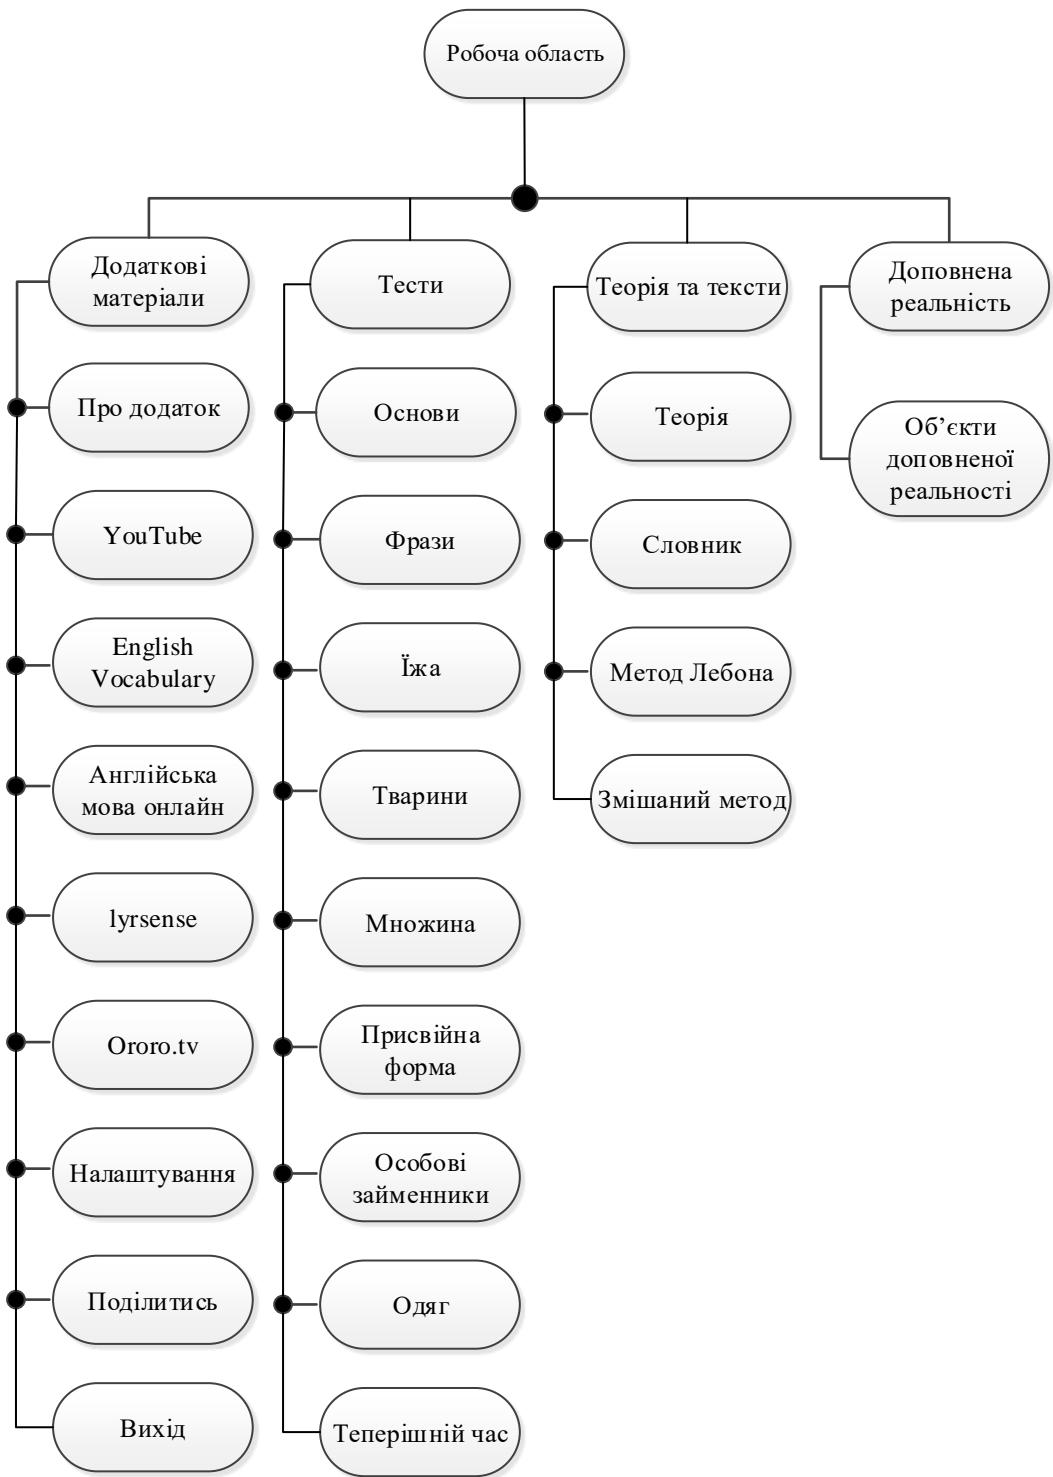 Робоча область
Додаткові
матеріали
Про додаток
YouTube
English
Vocabulary
Англійська
мова онлайн
lyrsense
Ororo.tv
Налаштування
Поділитись
Вихід
Тести
Основи
Фрази
Їжа
Тварини
Множина
Присвійна
форма
Особові
займенники
Одяг
Теперішній час
Теорія та тексти
Теорія
Словник
Метод Лебона
Змішаний метод
Доповнена
реальність
Об’єкти
доповненої
реальності